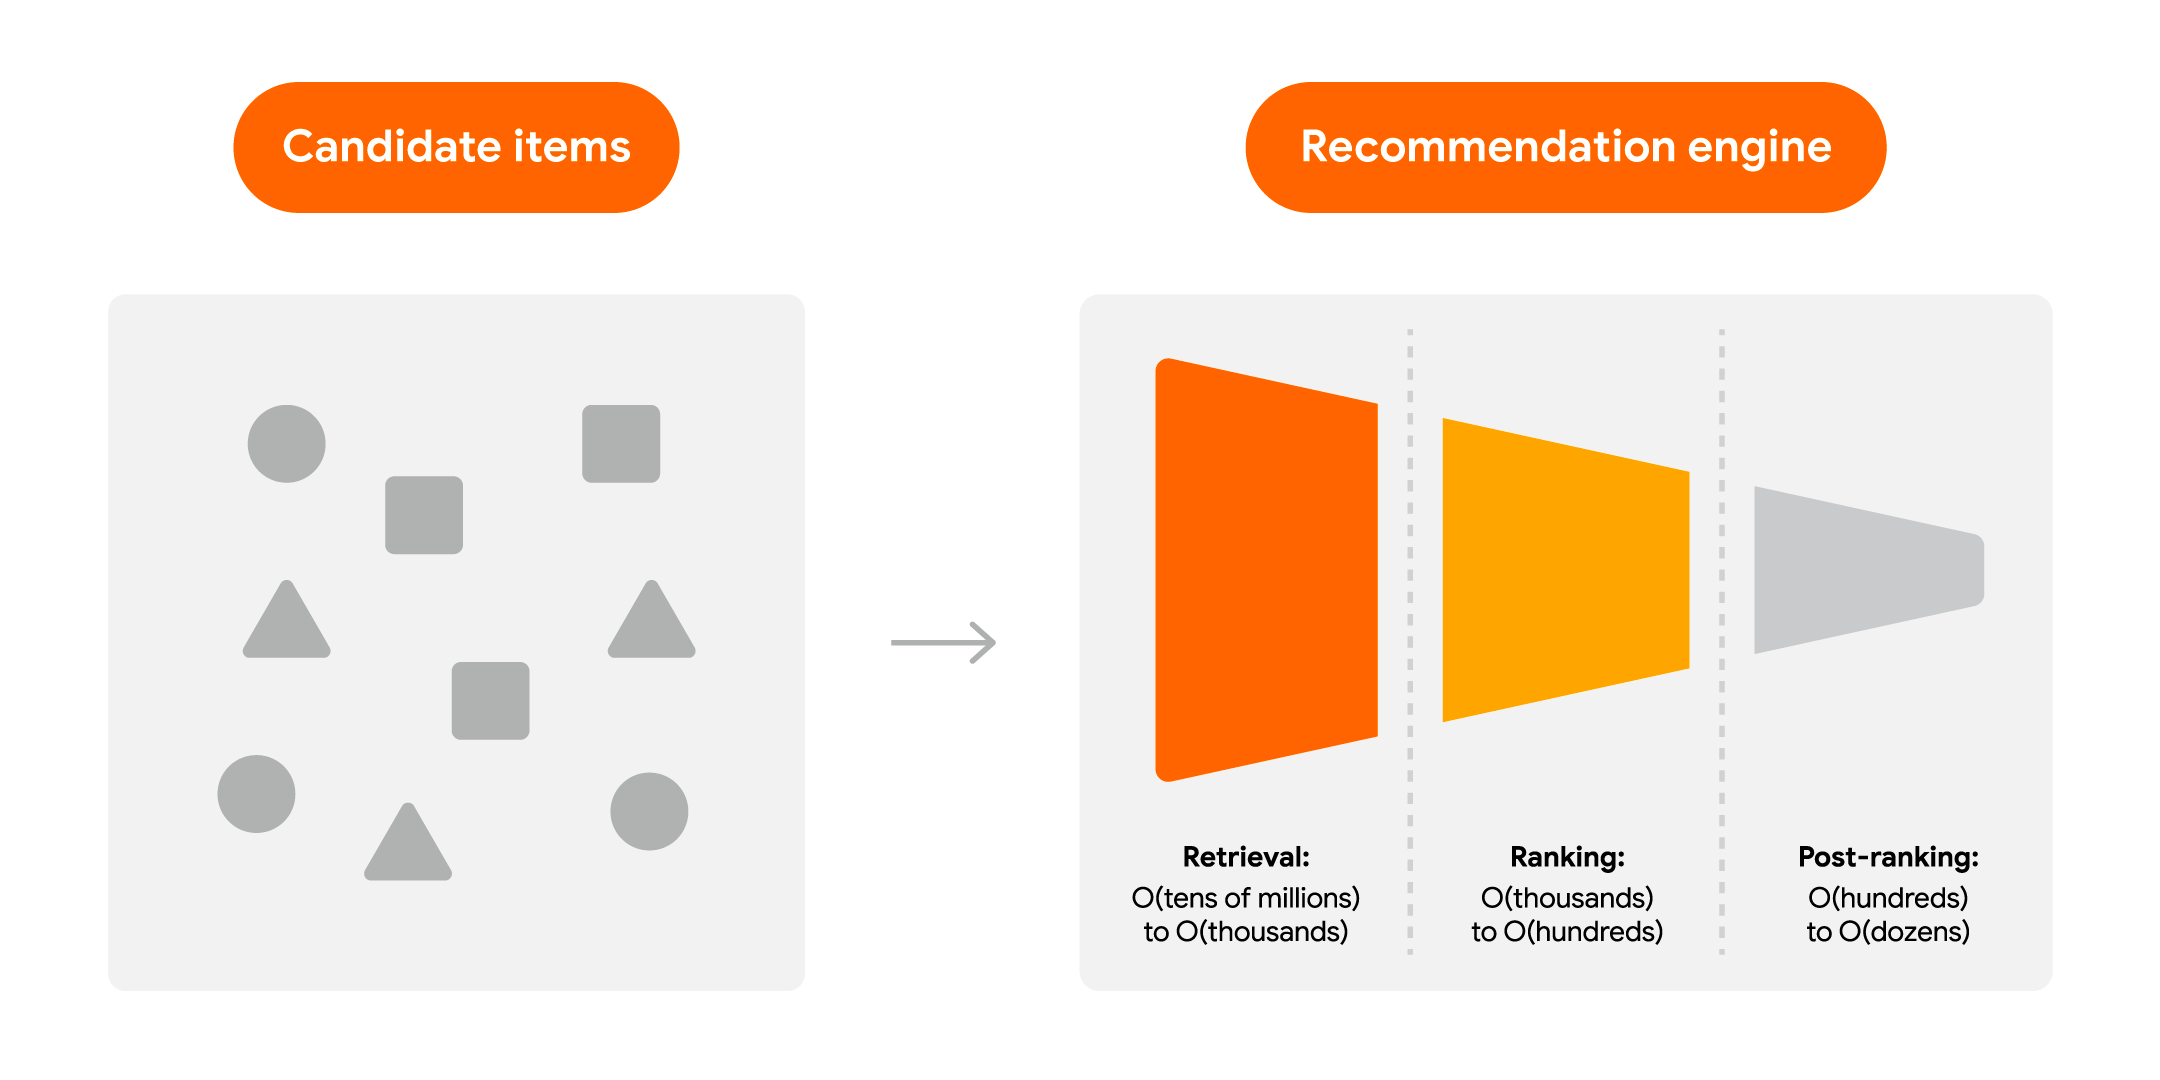 Candidate items
Recommendation engine
Retrieval:
O(tens of millions)
to O(thousands)
Ranking:
O(thousands)
to O(hundreds)
Post-ranking:
O(hundreds)
to O(dozens)